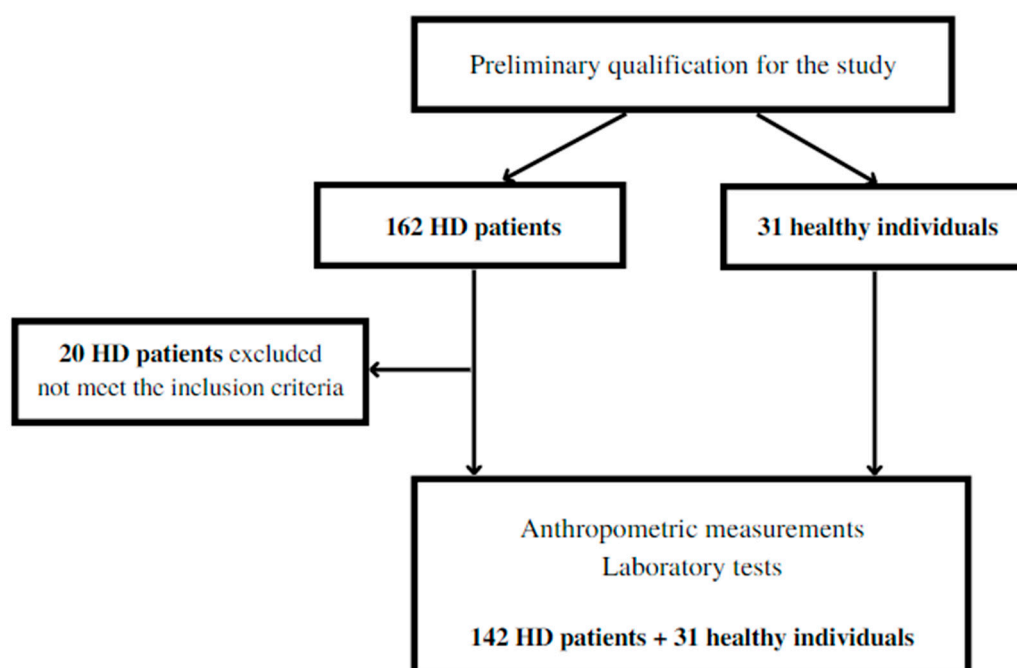 Preliminary qualification for the study
162 HD patients
31 healthy individuals
20 HD patients excluded
not meet the inclusion criteria
Anthropometric measurements
Laboratory tests
142 HD patients + 31 healthy individuals